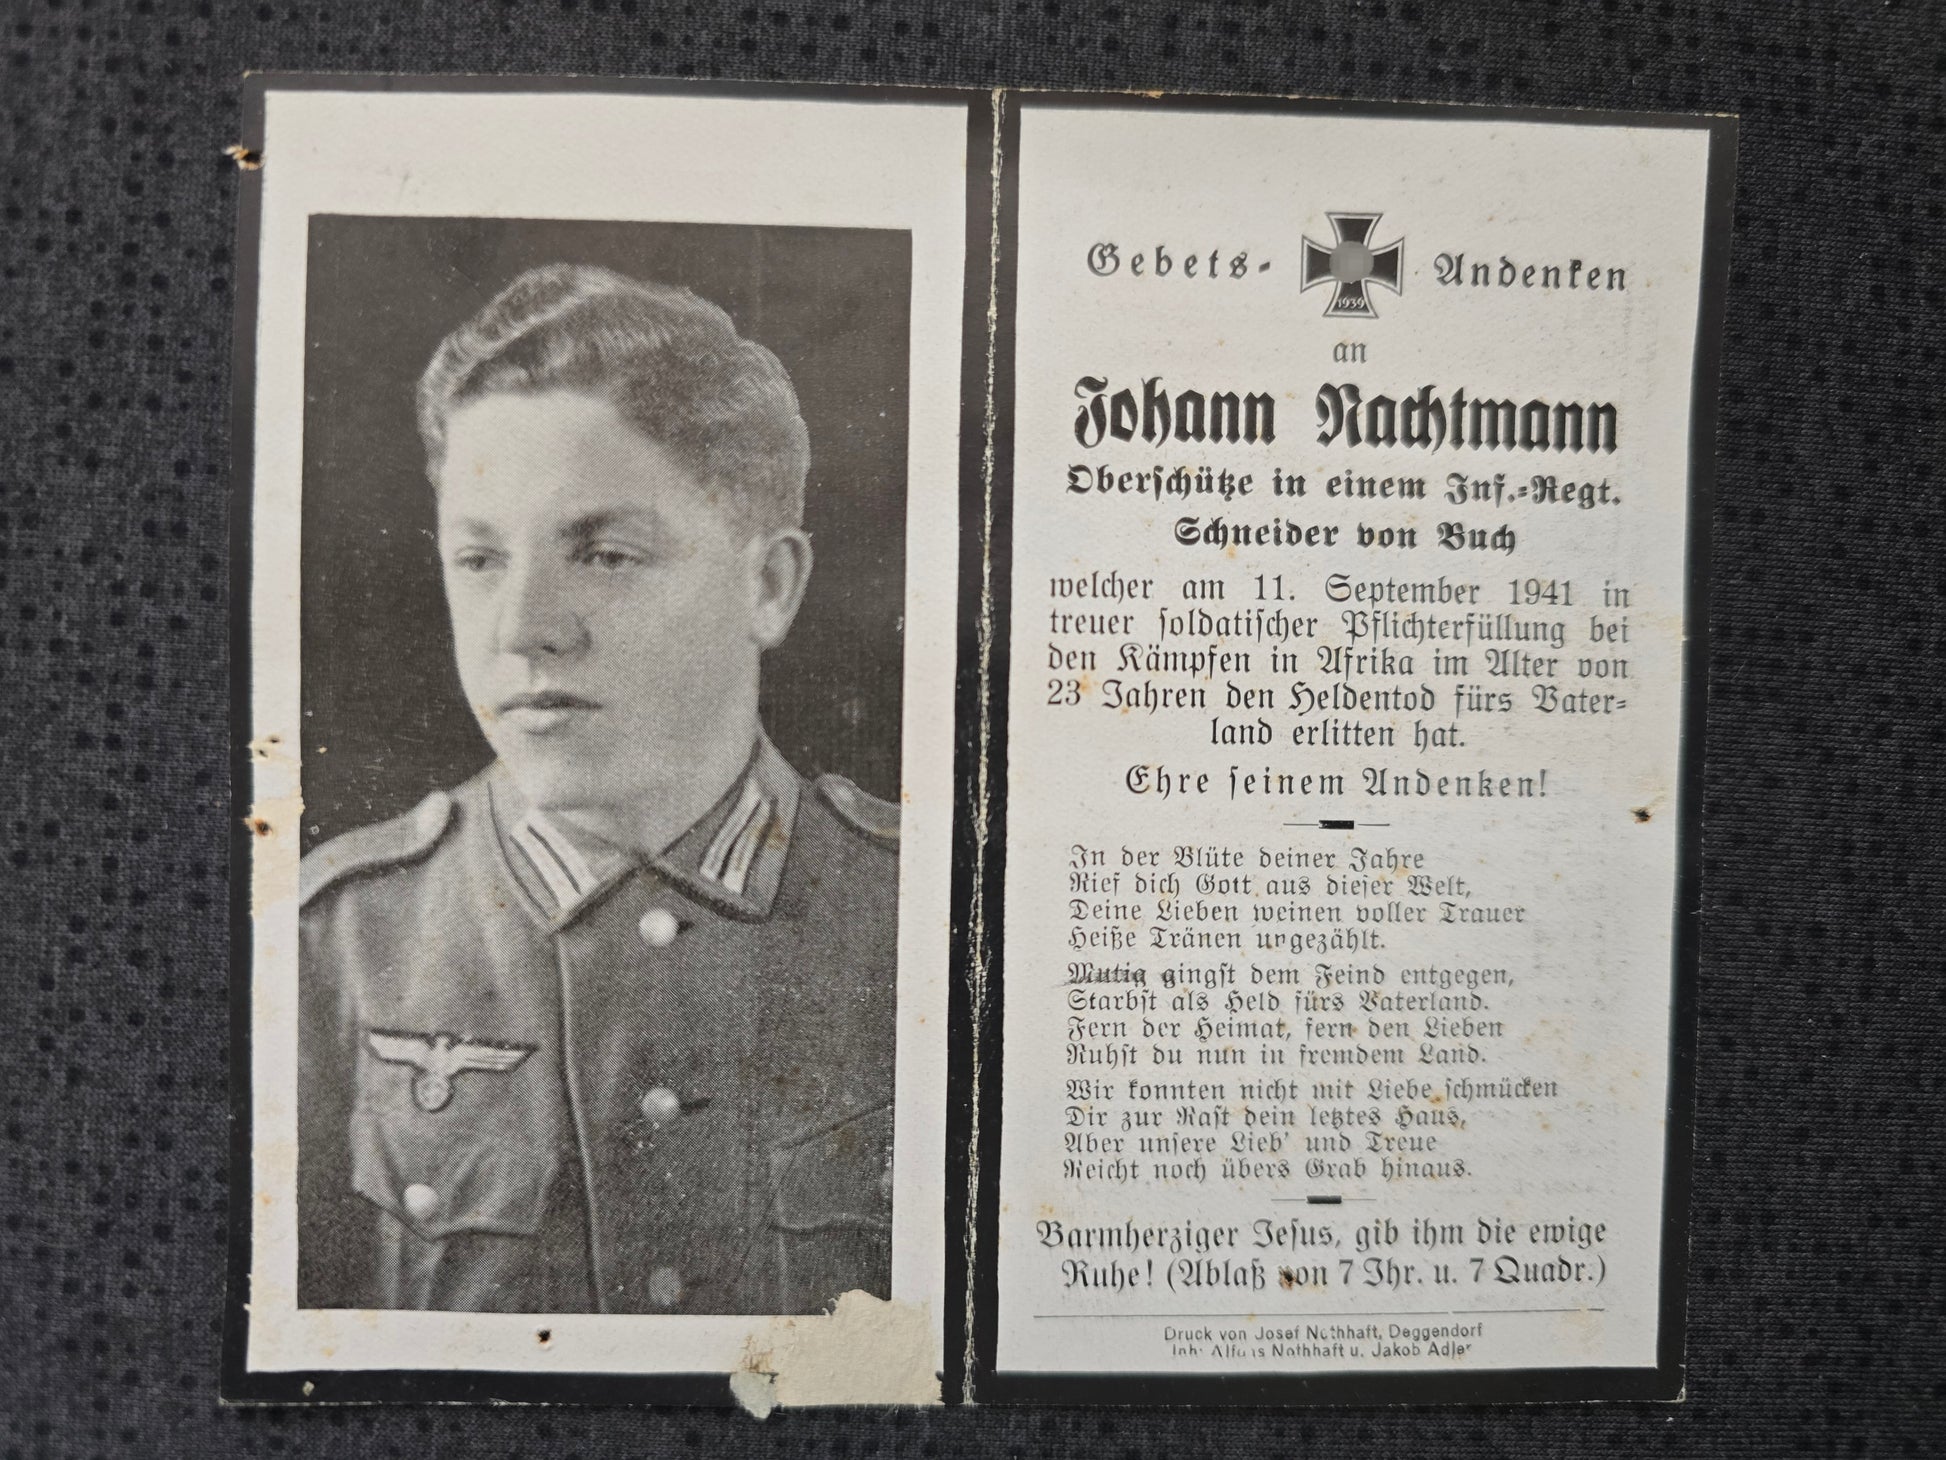 Gebets- Andenken
1939
an
Johann Nachtmann
Oberschütze in einem Inf.-Regt.
Schneider von Buch
welcher am 11. September 1941 in
treuer soldatischer Pflichterfüllung bei
den Kämpfen in Afrika im Alter von
23 Jahren den Heldentod fürs Vater-
land erlitten hat.
Ehre seinem Andenken!
In der Blüte deiner Jahre
Rief dich Gott aus dieser Welt,
Deine Lieben weinen voller Trauer
Heiße Tränen ungezählt.
Mutig gingst dem Feind entgegen,
Starbst als Held fürs Vaterland.
Fern der Heimat, fern den Lieben
Ruhst du nun in fremdem Land.
Wir konnten nicht mit Liebe schmücken
Dir zur Rast dein letztes Haus,
Aber unsere Lieb' und Treue
Reicht noch übers Grab hinaus.
Barmherziger Jesus, gib ihm die ewige
Ruhe! (Ablaß von 7 Jhr. u. 7 Quadr.)
Druck von Josef Nothhaft, Deggendorf
Inh. Alfons Nothhaft u. Jakob Adler